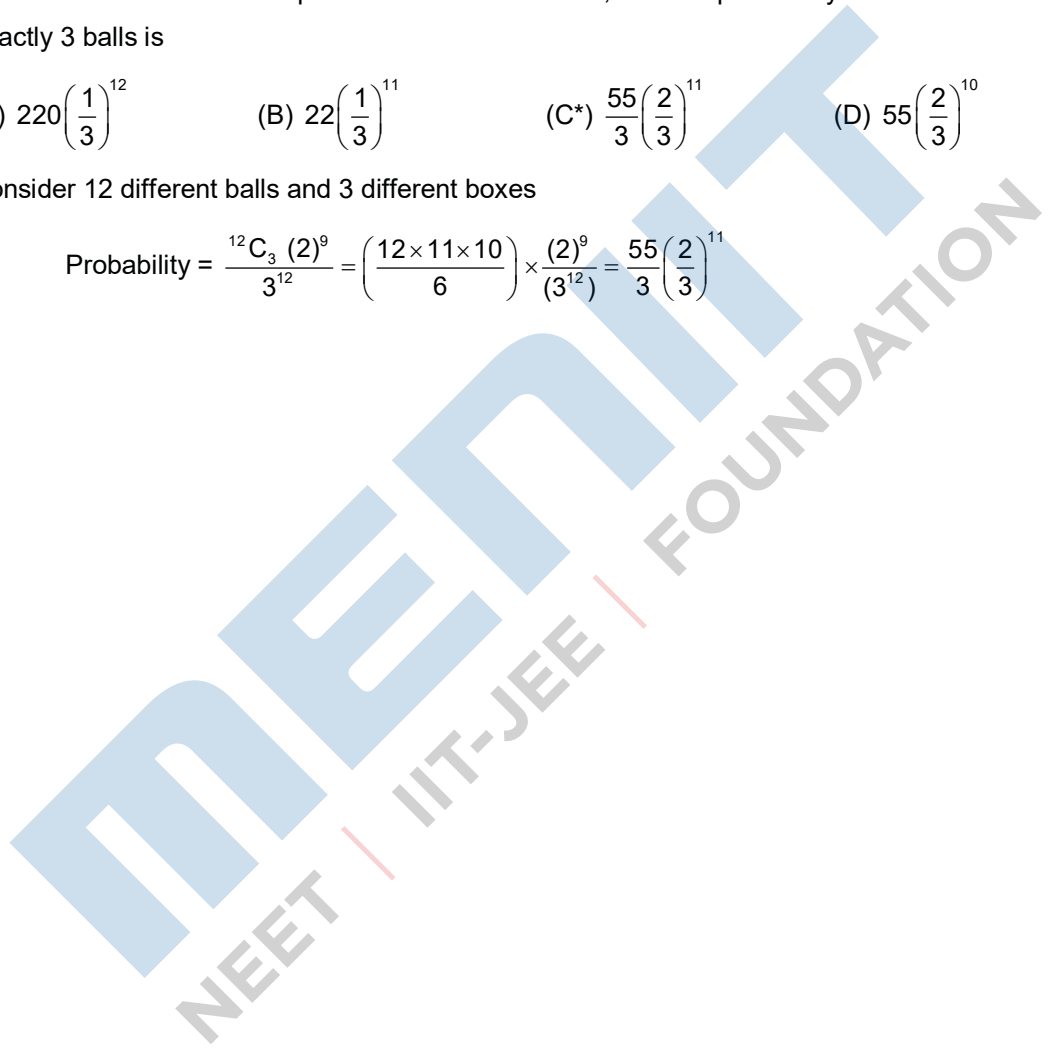 actly 3 balls is
) 220(1/3)^12 (B) 22(1/3)^11 (C*) 55/3(2/3)^11 (D) 55(2/3)^10
nsider 12 different balls and 3 different boxes
Probability = ^12C_3 (2)^9 / 3^12 = (12×11×10 / 6) × (2)^9 / (3^12) = 55/3 (2/3)^11
MENIIT
NEET | IIT-JEE | FOUNDATION